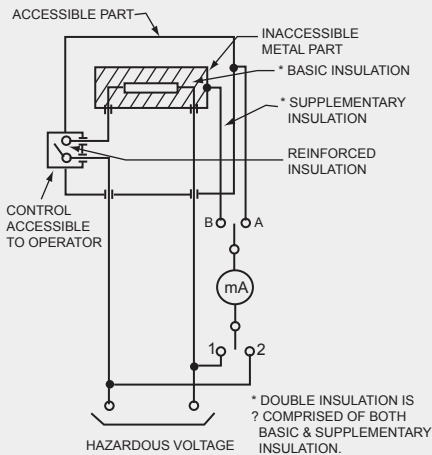 ACCESSIBLE PART
INACCESSIBLE
METAL PART
* BASIC INSULATION
* SUPPLEMENTARY
INSULATION
REINFORCED
INSULATION
CONTROL
ACCESSIBLE
TO OPERATOR
B
A
mA
1
2
HAZARDOUS VOLTAGE
* DOUBLE INSULATION IS
? COMPRISED OF BOTH
BASIC & SUPPLEMENTARY
INSULATION.